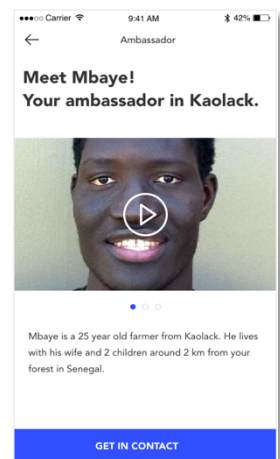 Carrier 9:41 AM 42%
Ambassador
Meet Mbaye!
Your ambassador in Kaolack.
Mbaye is a 25 year old farmer from Kaolack. He lives
with his wife and 2 children around 2 km from your
forest in Senegal.
GET IN CONTACT